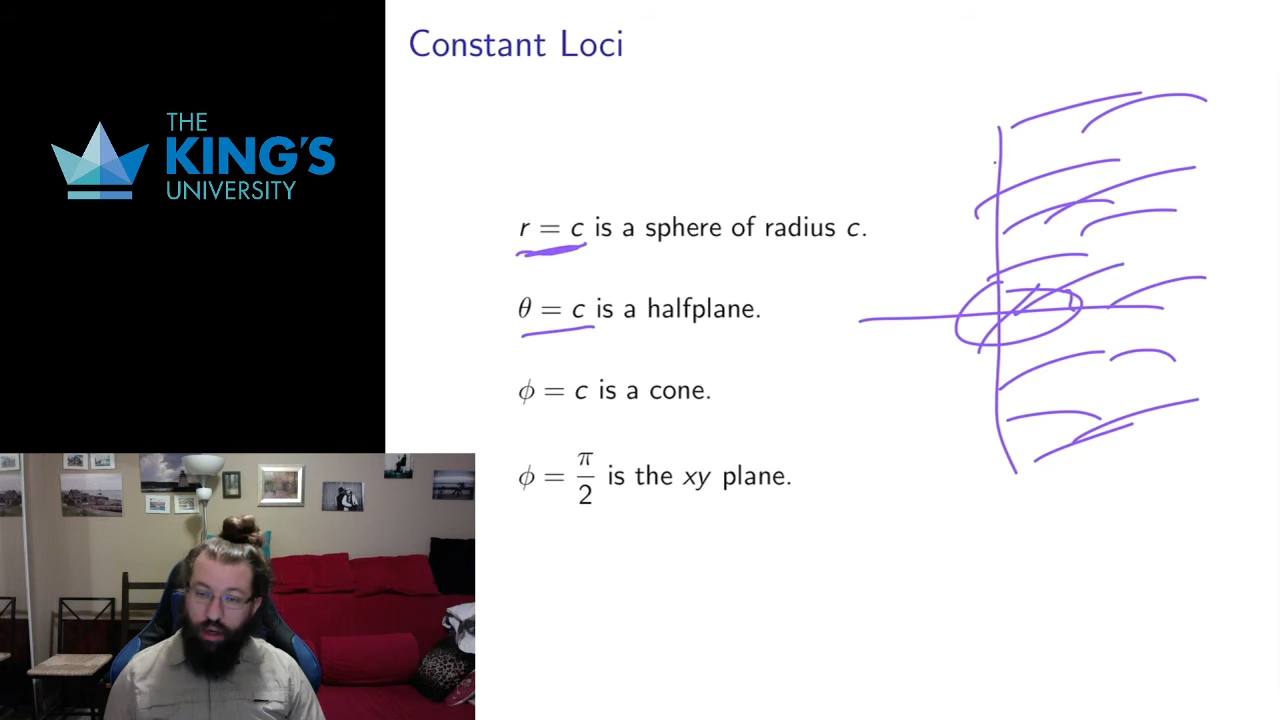 THE
KING'S
UNIVERSITY
Constant Loci
r = c is a sphere of radius c.
θ = c is a halfplane.
ϕ = c is a cone.
ϕ = π/2 is the xy plane.